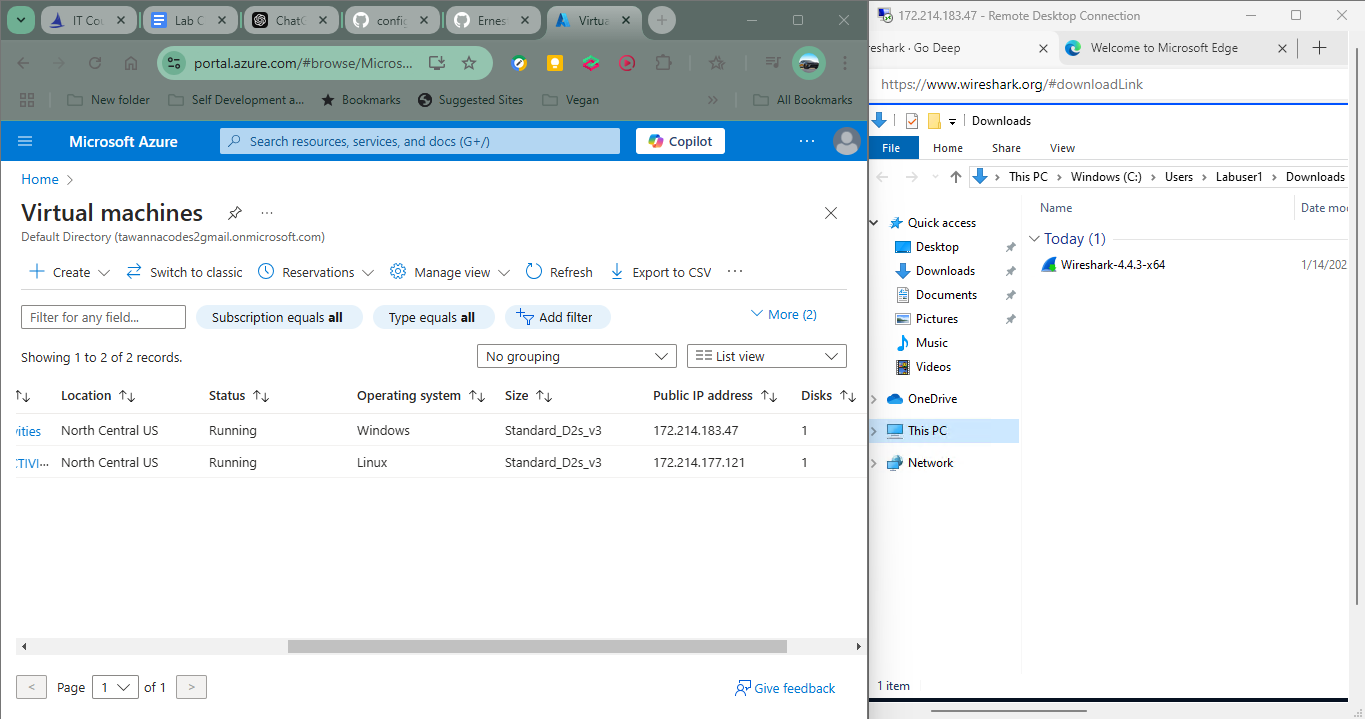 IT Cou
Lab C
ChatG
config
Ernes
Virtua
portal.azure.com/#browse/Micros...
New folder
Self Development a...
Bookmarks
Suggested Sites
Vegan
»
All Bookmarks
Microsoft Azure
Search resources, services, and docs (G+/)
Copilot
...
Home
Virtual machines
...
Default Directory (tawannacodes2gmail.onmicrosoft.com)
Create
Switch to classic
Reservations
Manage view
Refresh
Export to CSV
...
Filter for any field...
Subscription equals all
Type equals all
Add filter
More (2)
Showing 1 to 2 of 2 records.
No grouping
List view
Location
Status
Operating system
Size
Public IP address
Disks
vities North Central US Running Windows Standard_D2s_v3 172.214.183.47 1
CTIVI... North Central US Running Linux Standard_D2s_v3 172.214.177.121 1
< Page 1 of 1 >
Give feedback
172.214.183.47 - Remote Desktop Connection
reshark · Go Deep
Welcome to Microsoft Edge
https://www.wireshark.org/#downloadLink
Downloads
File Home Share View
This PC > Windows (C:) > Users > Labuser1 > Downloads
Name
Date mo
Quick access
Today (1)
Desktop
Wireshark-4.4.3-x64
1/14/202
Downloads
Documents
Pictures
Music
Videos
OneDrive
This PC
Network
1 item